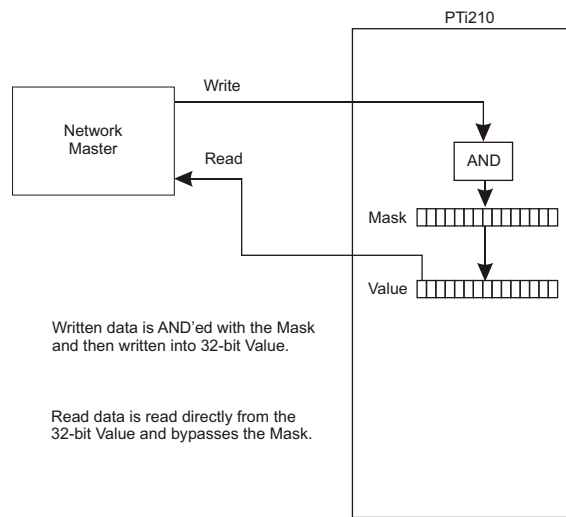 PTi210
Write
Network
Master
Read
AND
Mask
Value
Written data is AND'ed with the Mask
and then written into 32-bit Value.
Read data is read directly from the
32-bit Value and bypasses the Mask.